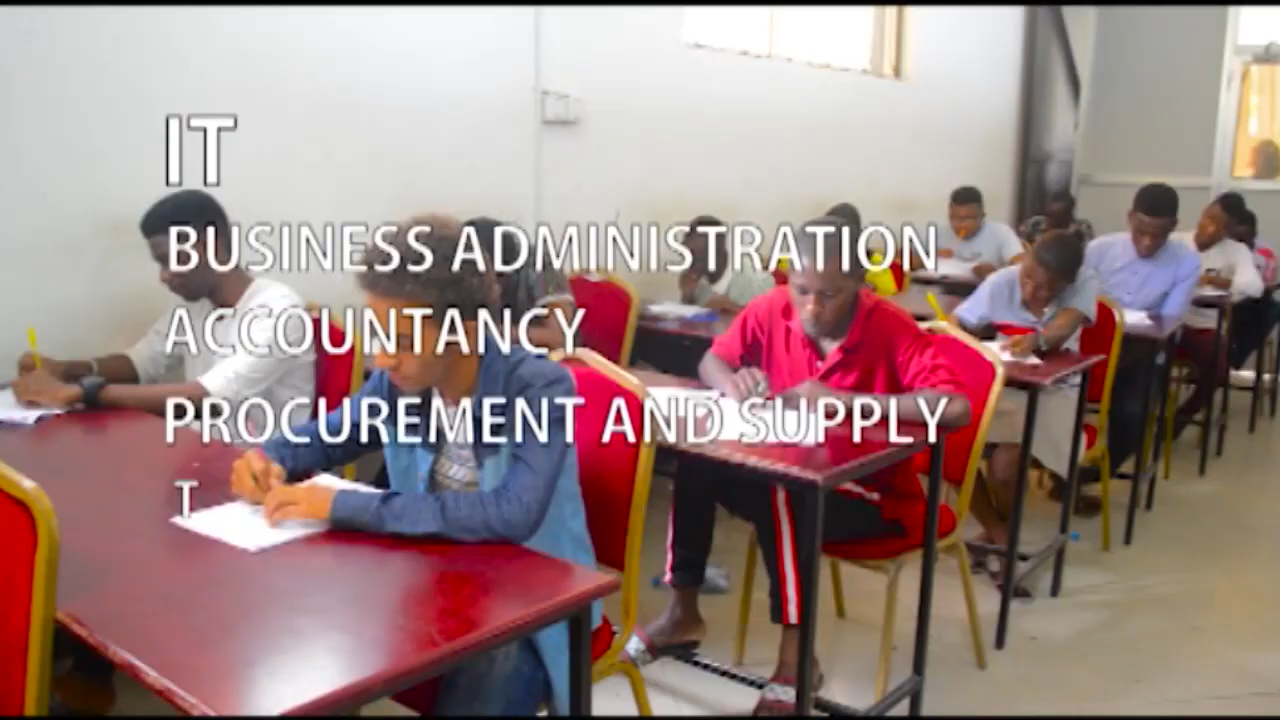 IT
BUSINESS ADMINISTRATION
ACCOUNTANCY
PROCUREMENT AND SUPPLY
T